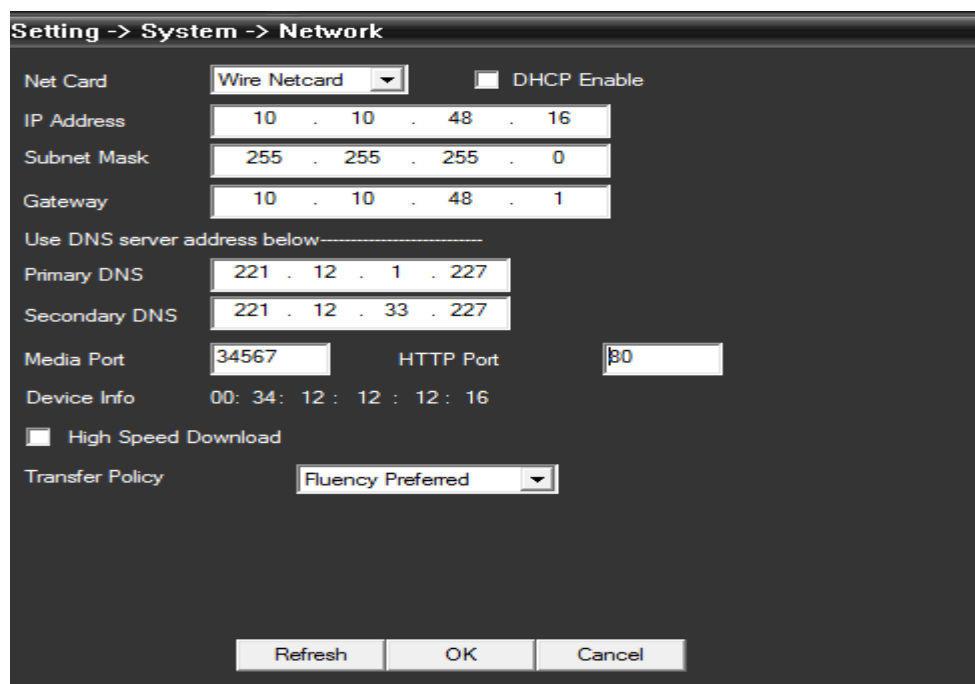 Setting -> System -> Network
Net Card Wire Netcard DHCP Enable
IP Address 10 . 10 . 48 . 16
Subnet Mask 255 . 255 . 255 . 0
Gateway 10 . 10 . 48 . 1
Use DNS server address below---------------------------
Primary DNS 221 . 12 . 1 . 227
Secondary DNS 221 . 12 . 33 . 227
Media Port 34567 HTTP Port 80
Device Info 00: 34: 12: 12: 12: 16
High Speed Download
Transfer Policy Fluency Preferred
Refresh OK Cancel